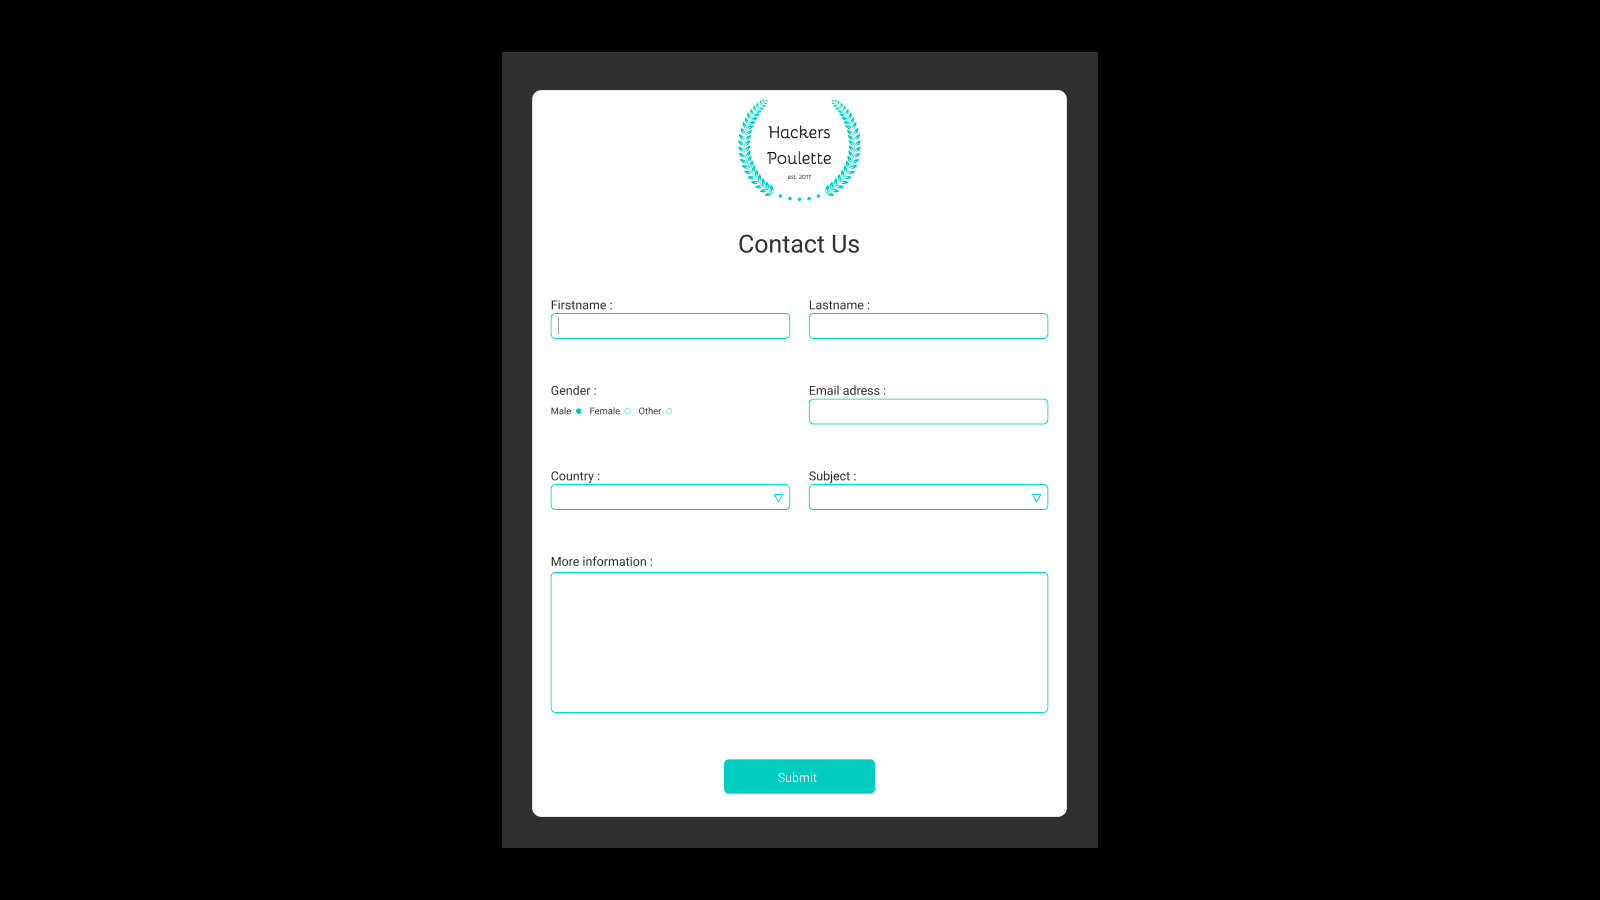 Hackers
Poulette
est. 2017
Contact Us
Firstname :
Lastname :
Gender :
Male Female Other
Email adress :
Country :
Subject :
More information :
Submit